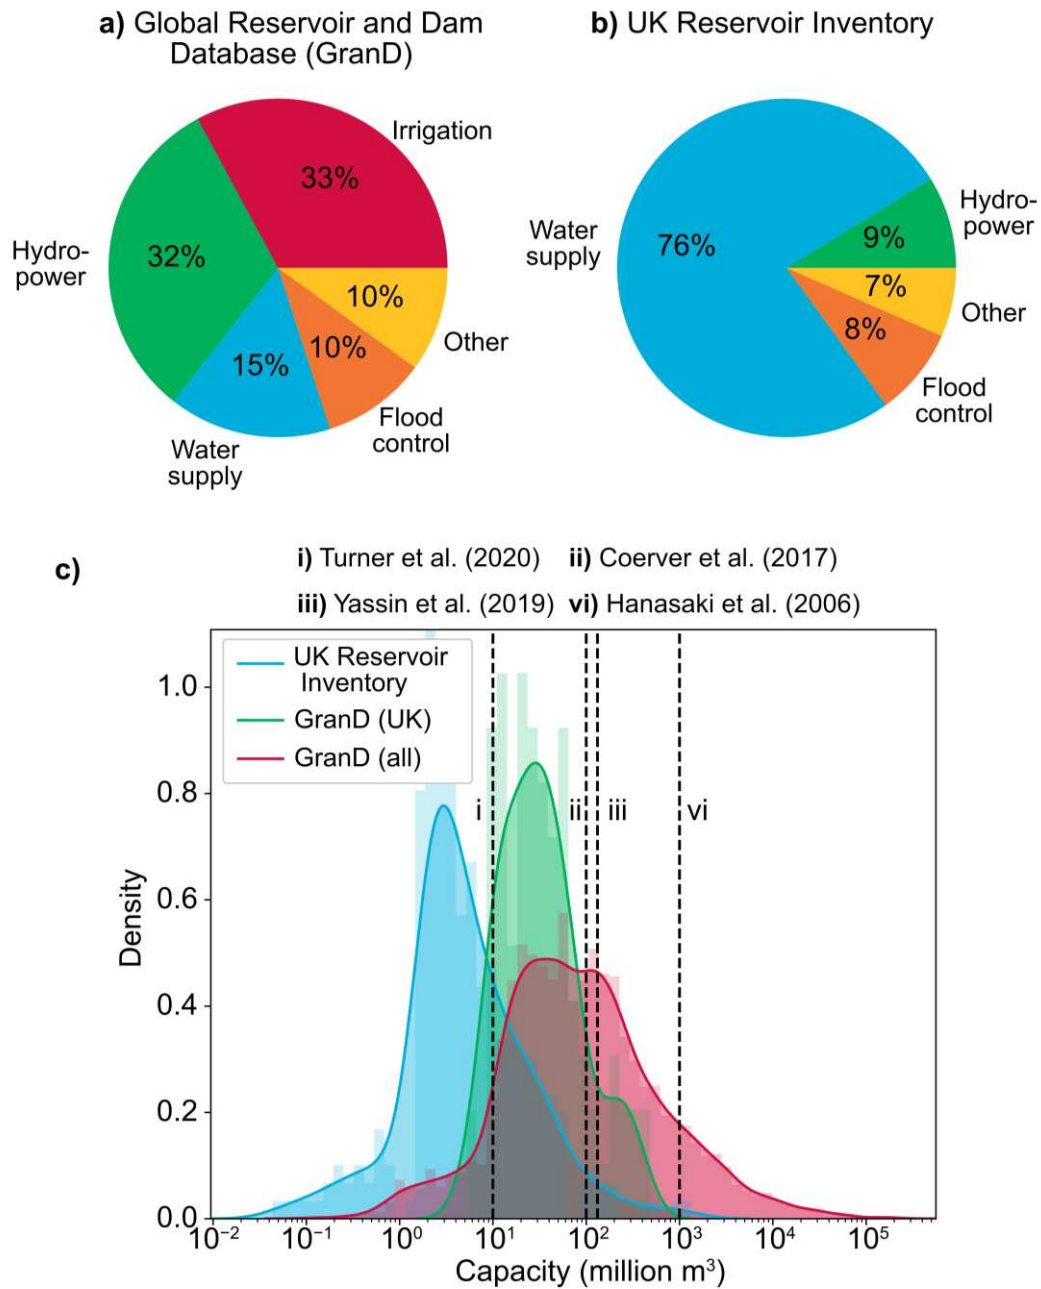 a) Global Reservoir and Dam
Database (GranD)
b) UK Reservoir Inventory
Irrigation
33%
Hydro-
power
32%
10%
Other
15%
10%
Flood
control
Water
supply
Water
supply
76%
Hydro-
power
9%
7%
Other
8%
Flood
control
c)
i) Turner et al. (2020) ii) Coerver et al. (2017)
iii) Yassin et al. (2019) vi) Hanasaki et al. (2006)
UK Reservoir
Inventory
GranD (UK)
GranD (all)
i
ii
iii
vi
1.0
0.8
0.6
0.4
0.2
0.0
Density
10⁻² 10⁻¹ 10⁰ 10¹ 10² 10³ 10⁴ 10⁵
Capacity (million m³)